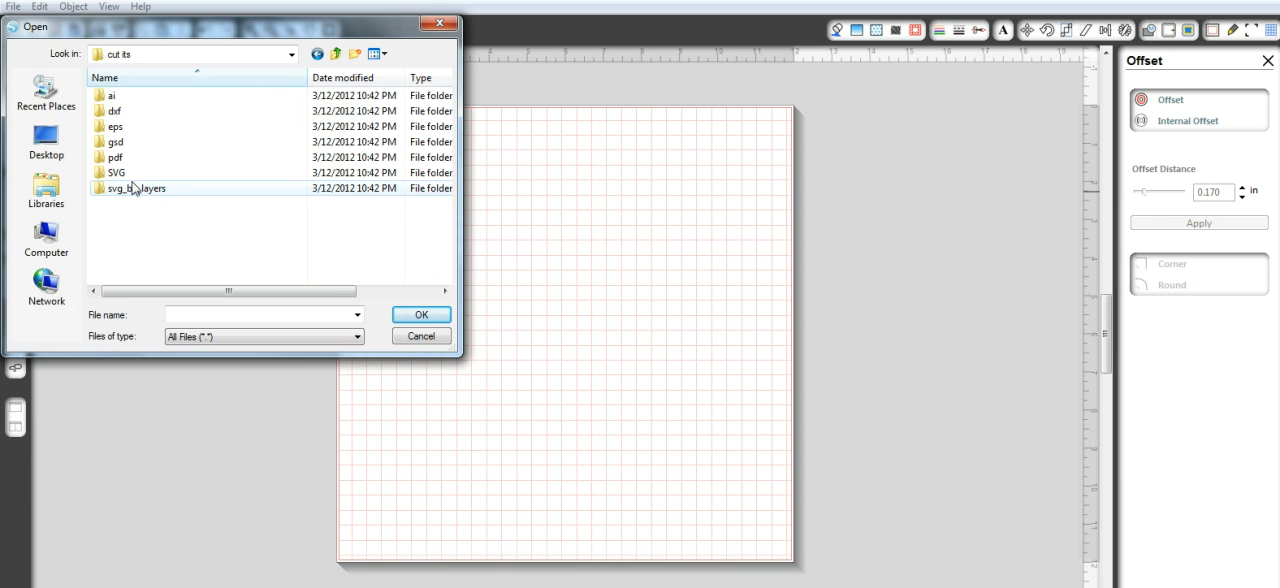 File Edit Object View Help
Open
Look in: cut its
Name Date modified Type
ai 3/12/2012 10:42 PM File folder
dxf 3/12/2012 10:42 PM File folder
eps 3/12/2012 10:42 PM File folder
gsd 3/12/2012 10:42 PM File folder
pdf 3/12/2012 10:42 PM File folder
SVG 3/12/2012 10:42 PM File folder
3/12/2012 10:42 PM File folder
Recent Places
Desktop
Libraries
Computer
Network
File name: OK
Files of type: All Files (*.*) Cancel
A
Offset
Offset
Internal Offset
Offset Distance
0.170 in
Apply
Corner
Round